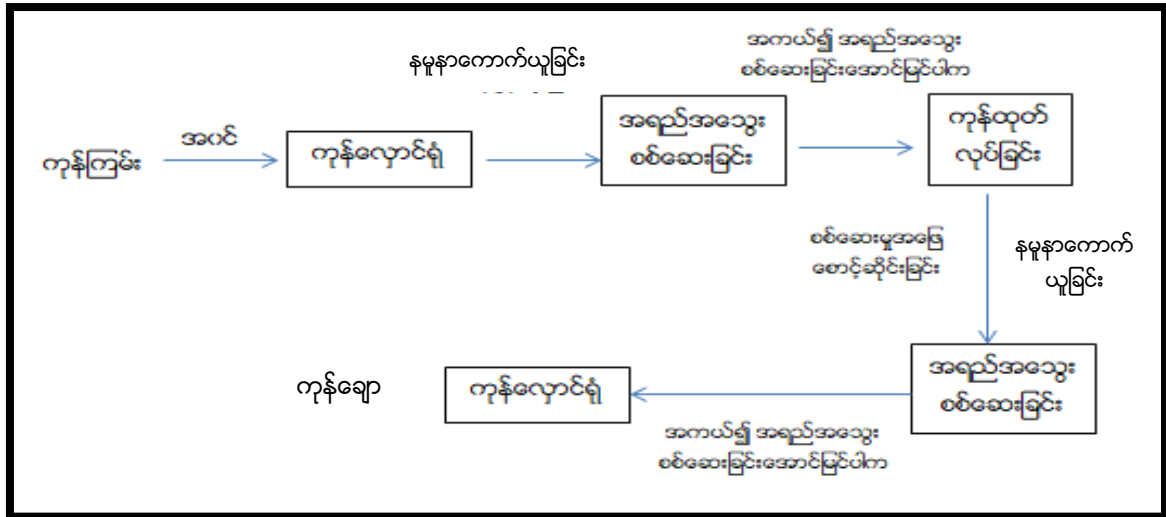 နမူနာကောက်ယူခြင်း
အကယ်၍ အရည်အသွေး
စစ်ဆေးခြင်းအောင်မြင်ပါက
ကုန်ကြမ်း
အဝင်
ကုန်လှောင်ရုံ
အရည်အသွေး
စစ်ဆေးခြင်း
ကုန်ထုတ်
လုပ်ခြင်း
စစ်ဆေးမှုအဖြေ
စောင့်ဆိုင်းခြင်း
နမူနာကောက်
ယူခြင်း
ကုန်ချော
ကုန်လှောင်ရုံ
အရည်အသွေး
စစ်ဆေးခြင်း
အကယ်၍ အရည်အသွေး
စစ်ဆေးခြင်းအောင်မြင်ပါက